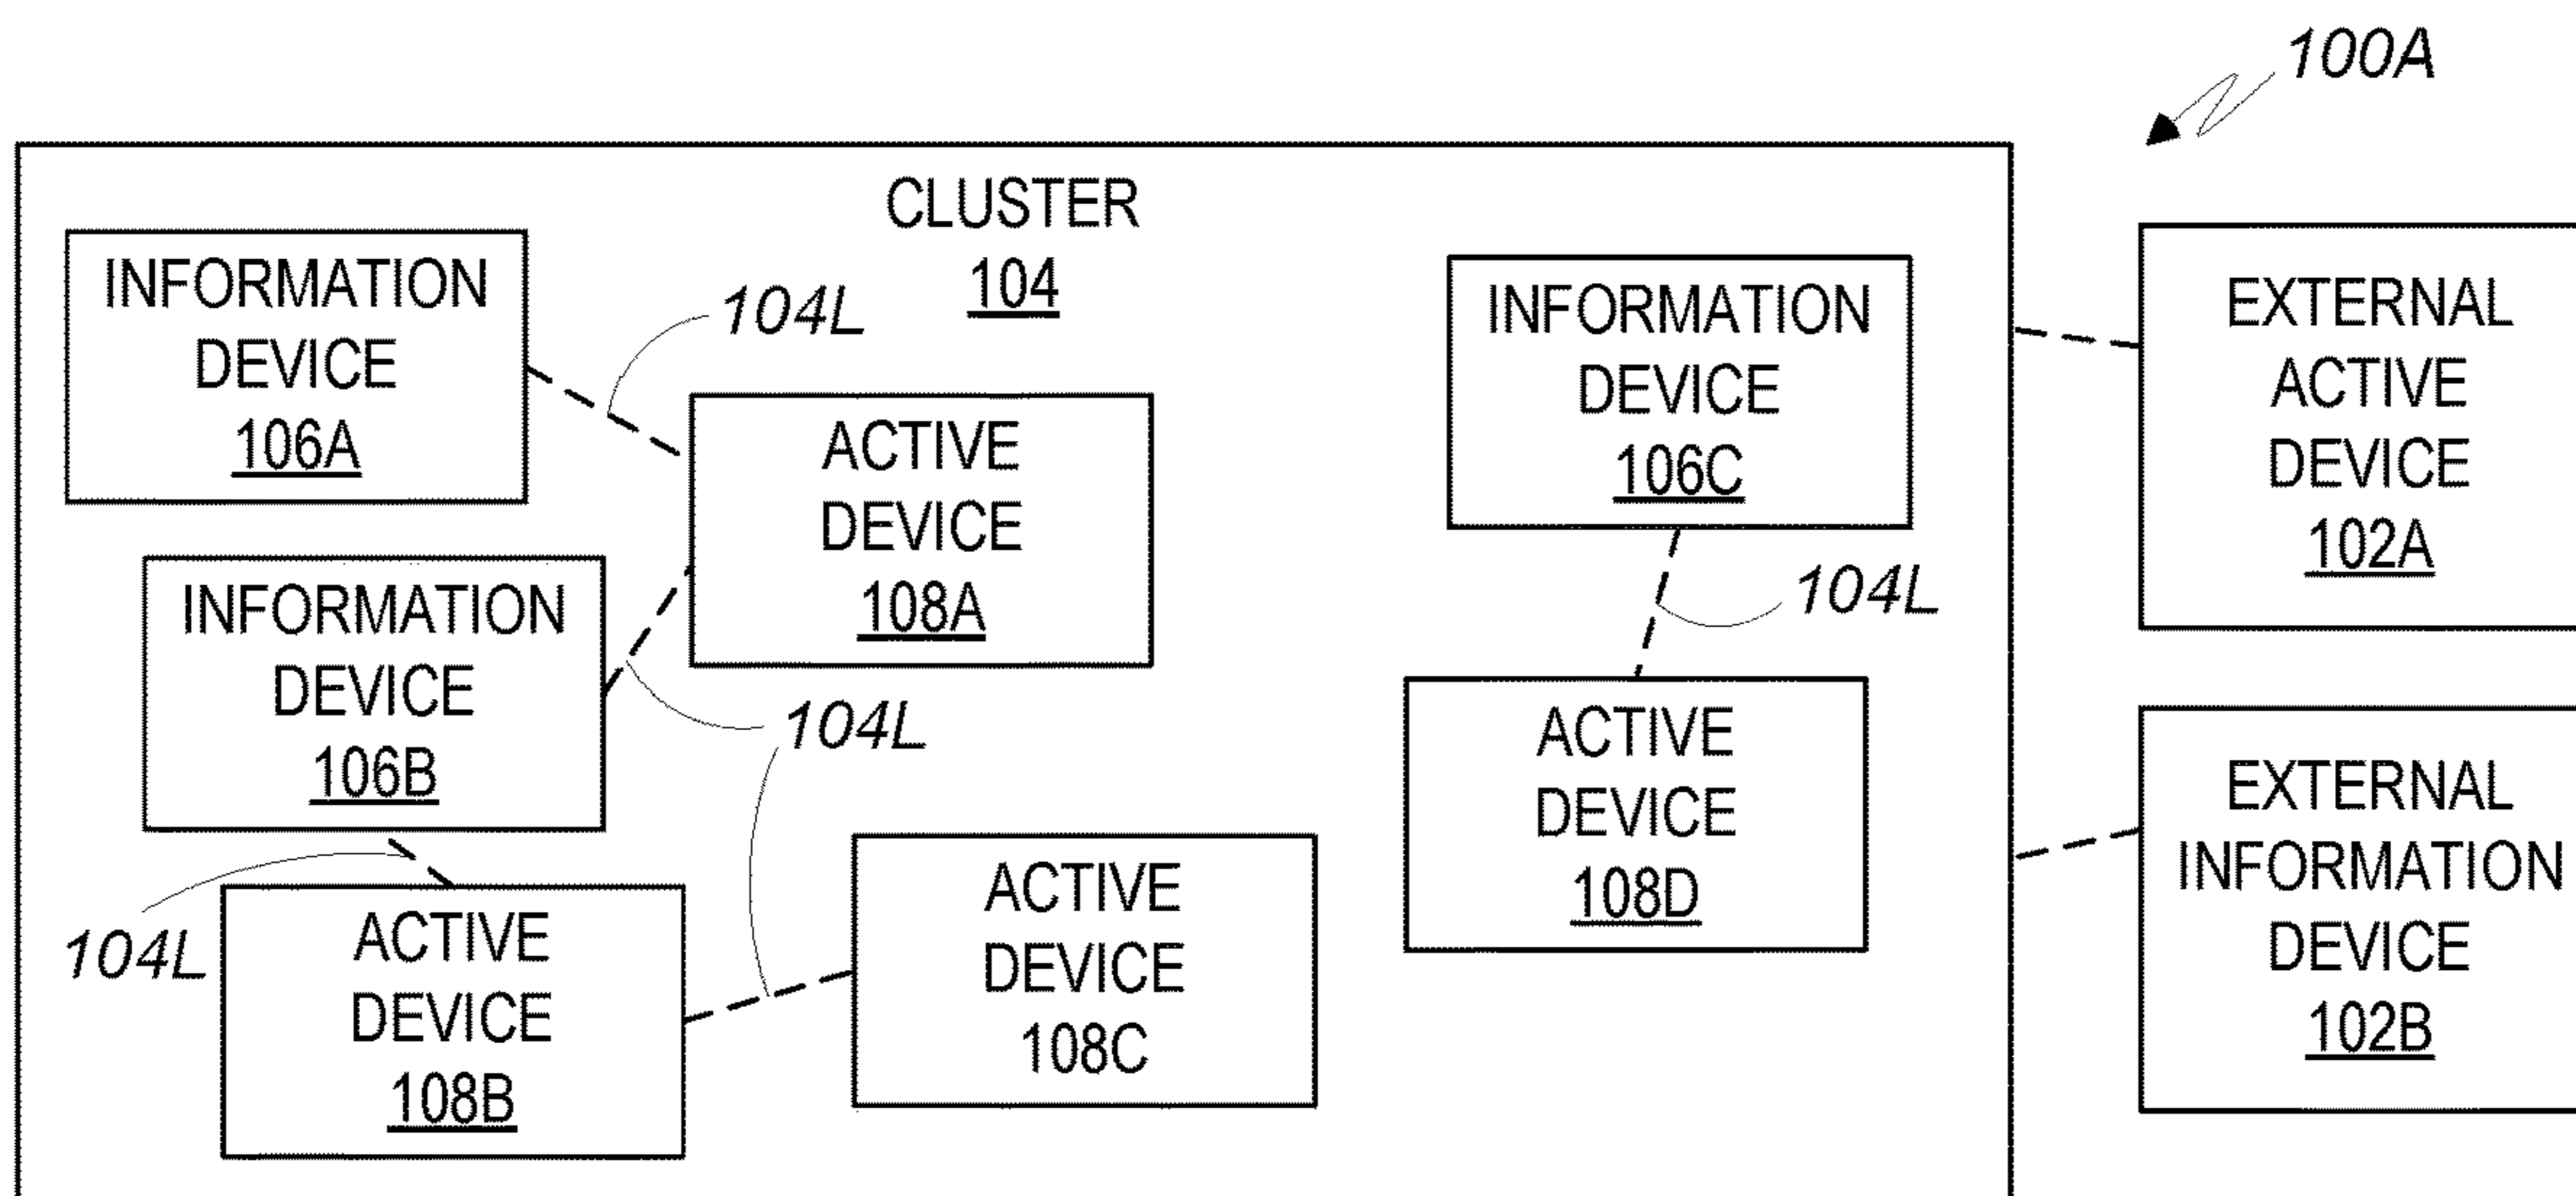 100A
CLUSTER
104
INFORMATION
DEVICE
106A
104L
ACTIVE
DEVICE
108A
INFORMATION
DEVICE
106B
104L
104L
ACTIVE
DEVICE
108B
ACTIVE
DEVICE
108C
INFORMATION
DEVICE
106C
104L
ACTIVE
DEVICE
108D
EXTERNAL
ACTIVE
DEVICE
102A
EXTERNAL
INFORMATION
DEVICE
102B